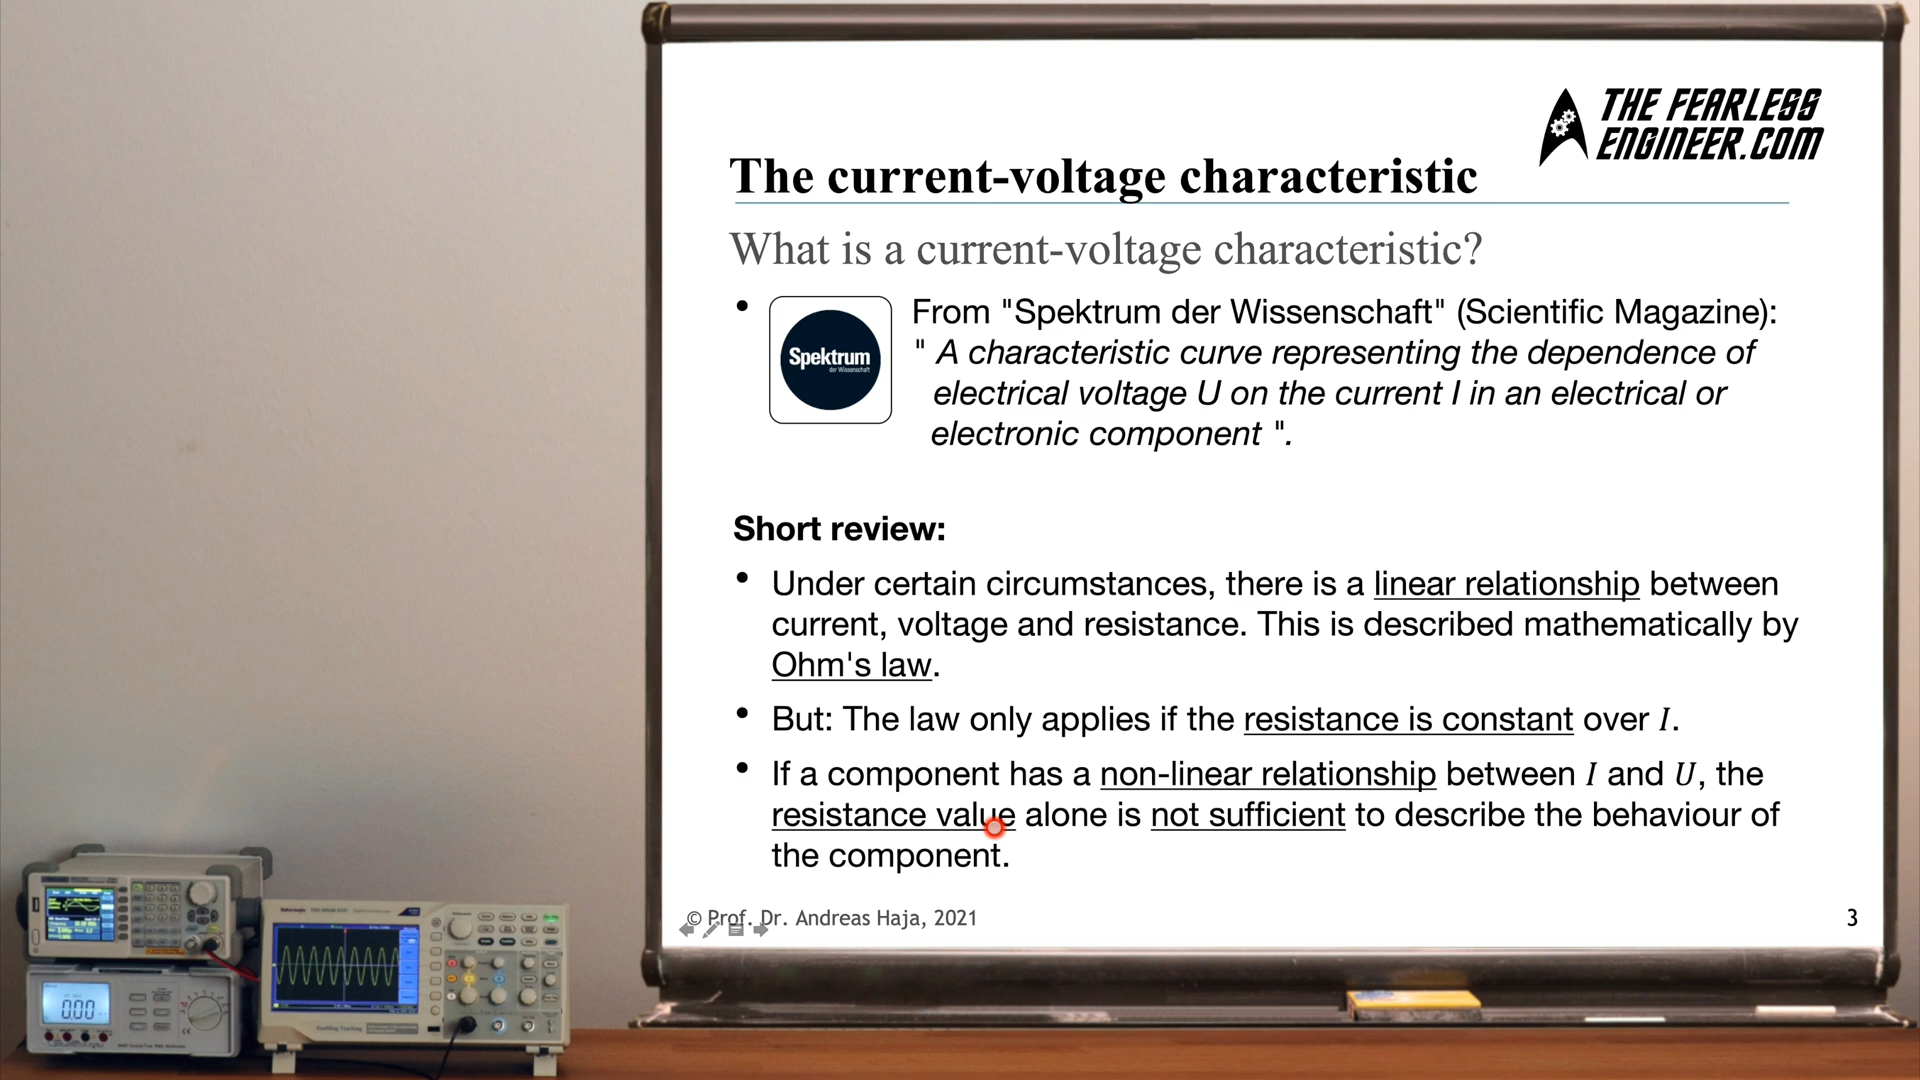 THE FEARLESS
ENGINEER.COM
The current-voltage characteristic
What is a current-voltage characteristic?
• From "Spektrum der Wissenschaft" (Scientific Magazine):
Spektrum
der Wissenschaft
" A characteristic curve representing the dependence of
electrical voltage U on the current I in an electrical or
electronic component ".
Short review:
• Under certain circumstances, there is a linear relationship between
current, voltage and resistance. This is described mathematically by
Ohm's law.
• But: The law only applies if the resistance is constant over I.
• If a component has a non-linear relationship between I and U, the
resistance value alone is not sufficient to describe the behaviour of
the component.
© Prof. Dr. Andreas Haja, 2021
3
Tektronix
0.00